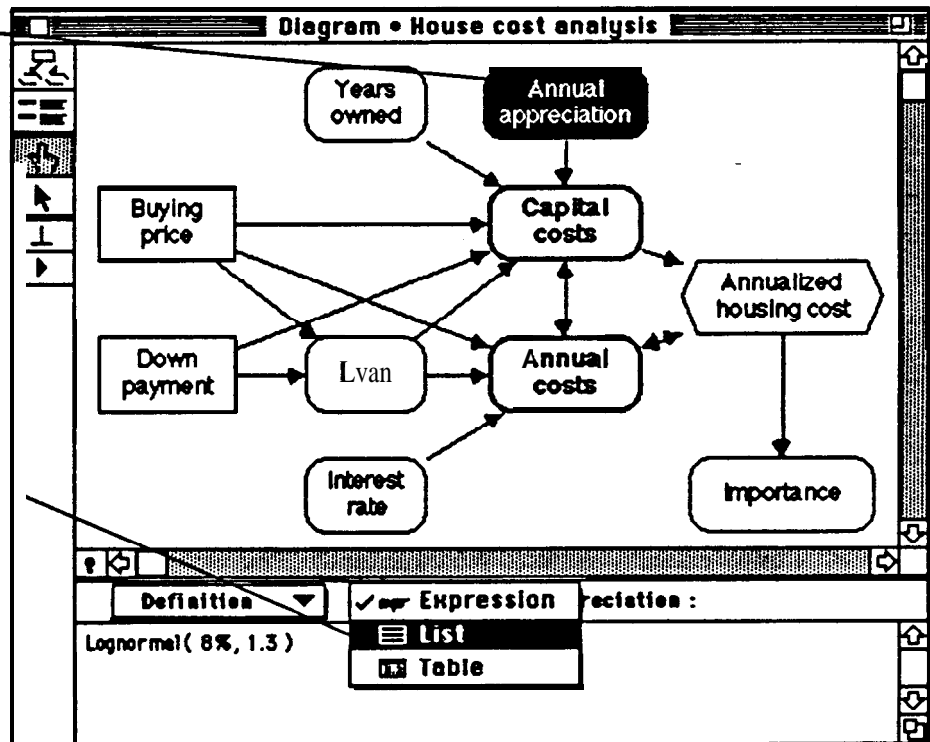 Diagram • House cost analysis
Years
owned
Annual
appreciation
Buying
price
Capital
costs
Annualized
housing cost
Down
payment
Lvan
Annual
costs
Interest
rate
Importance
Definition
expr Expression
reciation :
List
Table
Lognormal( 8%, 1.3 )